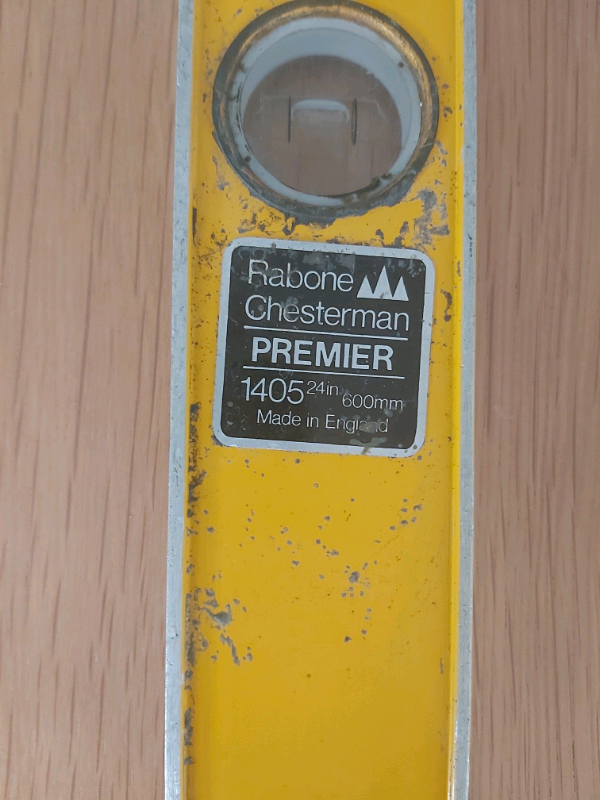 Rabone
Chesterman
PREMIER
1405 24in 600mm
Made in England